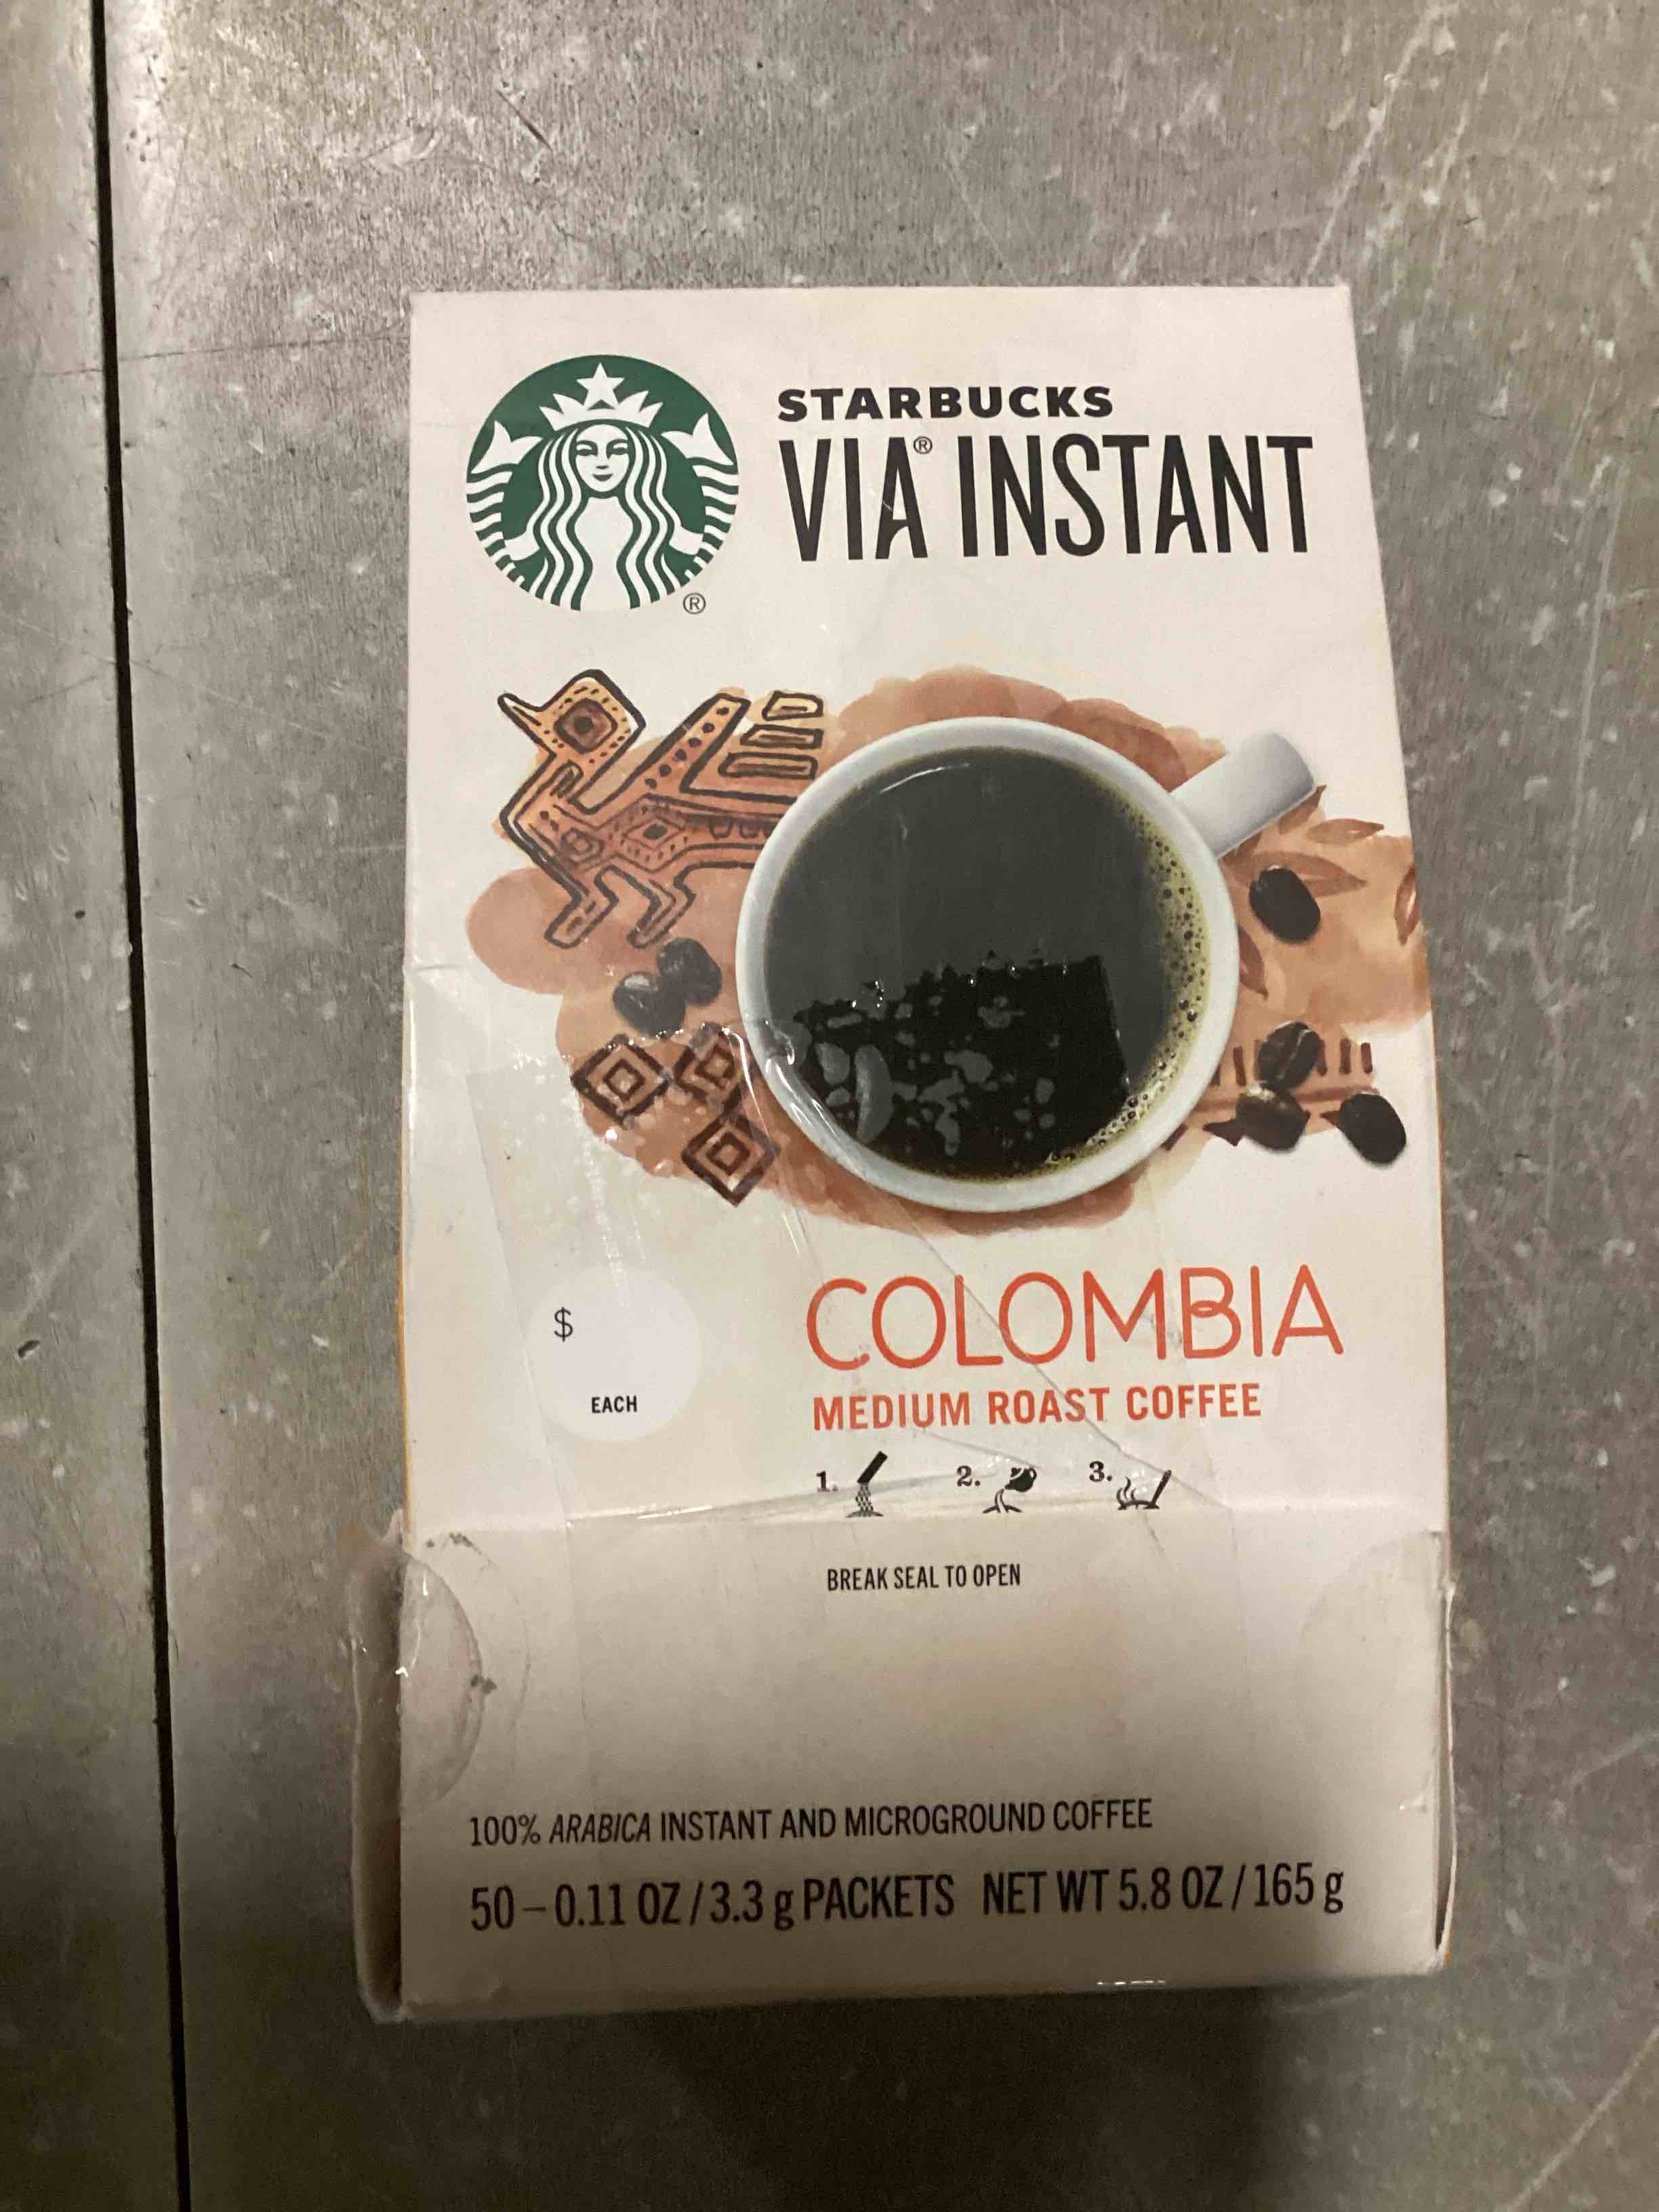 STARBUCKS
VIA® INSTANT
®
COLOMBIA
MEDIUM ROAST COFFEE
$
EACH
1. 2. 3.
BREAK SEAL TO OPEN
100% ARABICA INSTANT AND MICROGROUND COFFEE
50 – 0.11 OZ / 3.3 g PACKETS NET WT 5.8 OZ / 165 g